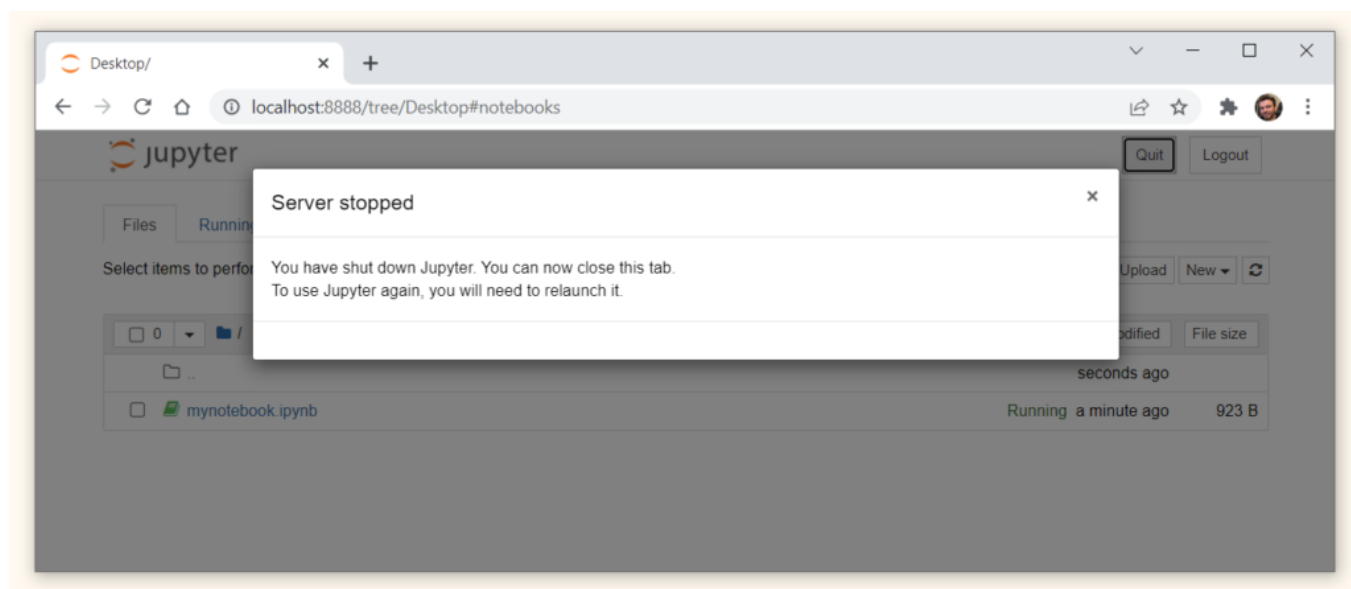 Desktop/
localhost:8888/tree/Desktop#notebooks
jupyter
Quit Logout
Server stopped
Files Runnin
Select items to perfor
You have shut down Jupyter. You can now close this tab.
To use Jupyter again, you will need to relaunch it.
Upload New
0 /
odified File size
.. seconds ago
mynotebook.ipynb Running a minute ago 923 B